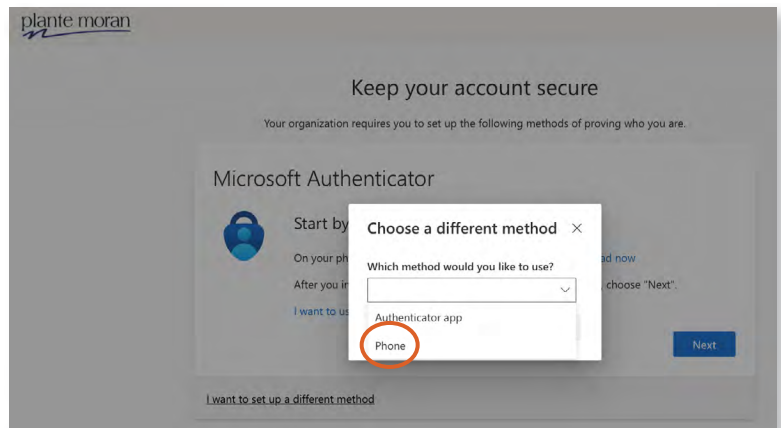 plante moran
Keep your account secure
Your organization requires you to set up the following methods of proving who you are.
Microsoft Authenticator
Start by
On your ph
ad now
After you in
, choose "Next".
I want to us
Choose a different method
Which method would you like to use?
Authenticator app
Phone
Next
I want to set up a different method